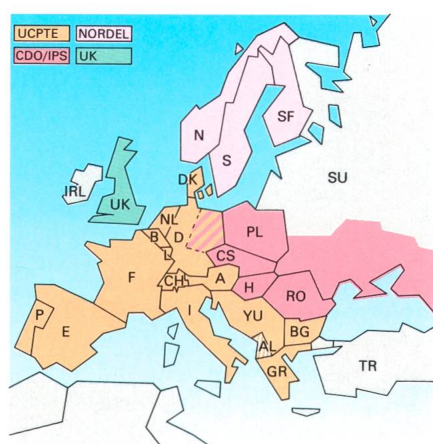 UCPTE NORDEL
CDO/IPS UK
N
SF
S
SU
DK
IRL
UK
NL
PL
B
D
L
CS
F
CH
A
H
RO
I
YU
P
E
BG
AL
TR
GR